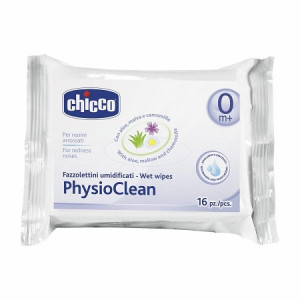 chicco
0
m+
Per nasini
arrossati
For redness
noses
Con aloe, malva e camomilla
With aloe, mallow and chamomile
Fazzolettini umidificati - Wet wipes
PhysioClean
16 pz./pcs.